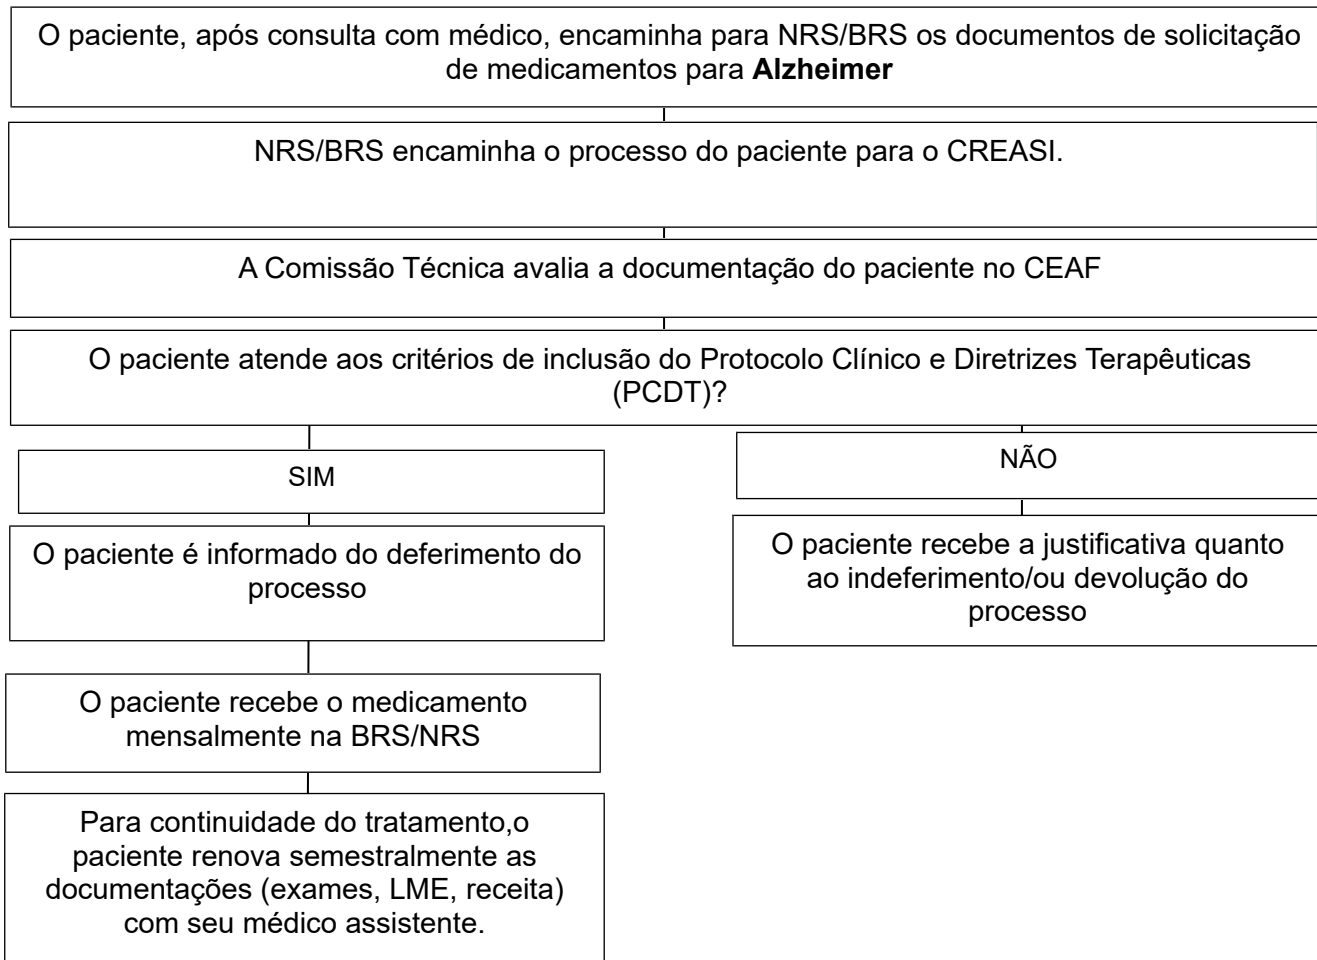 O paciente, após consulta com médico, encaminha para NRS/BRS os documentos de solicitação
de medicamentos para Alzheimer
NRS/BRS encaminha o processo do paciente para o CREASI.
A Comissão Técnica avalia a documentação do paciente no CEAF
O paciente atende aos critérios de inclusão do Protocolo Clínico e Diretrizes Terapêuticas
(PCDT)?
SIM
O paciente é informado do deferimento do
processo
O paciente recebe o medicamento
mensalmente na BRS/NRS
Para continuidade do tratamento,o
paciente renova semestralmente as
documentações (exames, LME, receita)
com seu médico assistente.
NÃO
O paciente recebe a justificativa quanto
ao indeferimento/ou devolução do
processo